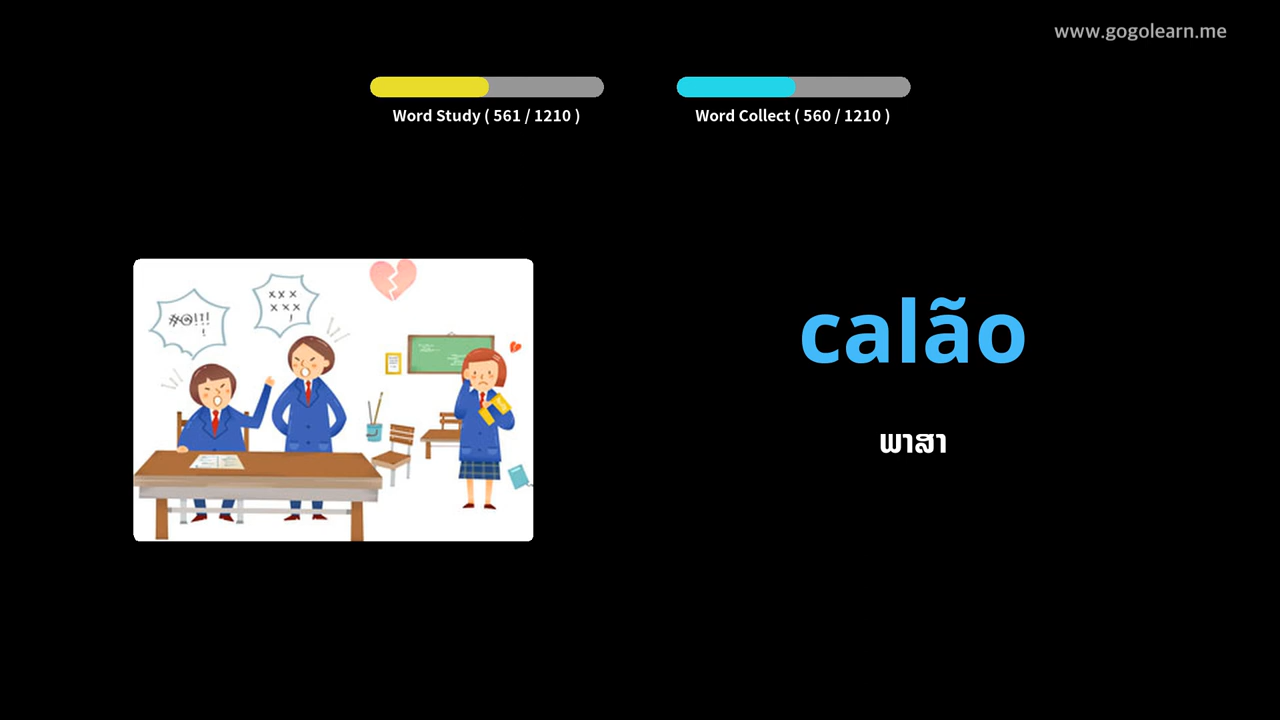 www.gogolearn.me
Word Study ( 561 / 1210 )
Word Collect ( 560 / 1210 )
#@!!!
!
x x x
x x x
!
calão
ພາສາ